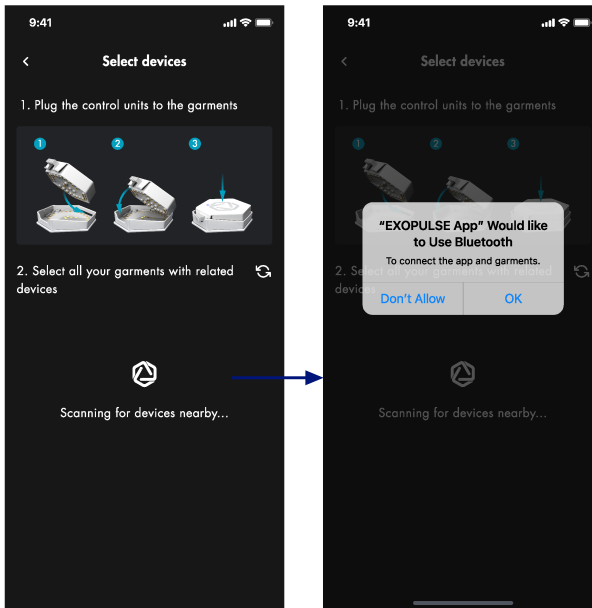 9:41
Select devices
1. Plug the control units to the garments
1
2
3
2. Select all your garments with related
devices
Scanning for devices nearby...
9:41
Select devices
1. Plug the control units to the garments
1
2
3
“EXOPULSE App” Would like
to Use Bluetooth
To connect the app and garments.
Don’t Allow
OK
2. Select all your garments with related
devices
Scanning for devices nearby...